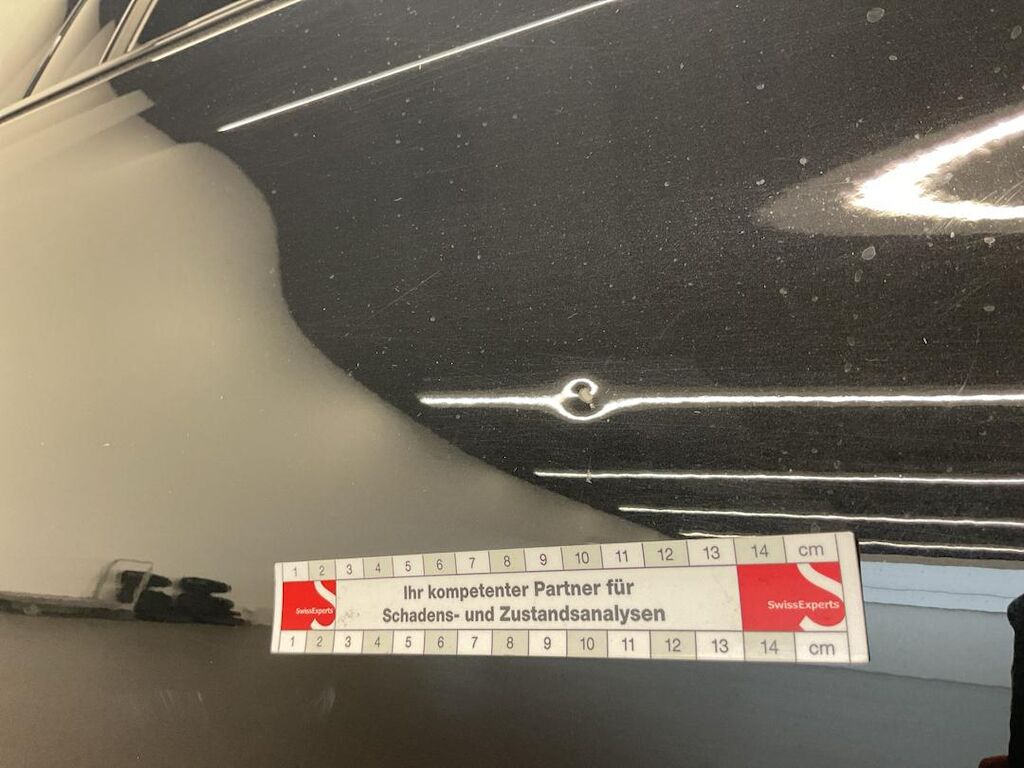 1 2 3 4 5 6 7 8 9 10 11 12 13 14 cm
SwissExperts
Ihr kompetenter Partner für
Schadens- und Zustandsanalysen
SwissExperts
1 2 3 4 5 6 7 8 9 10 11 12 13 14 cm